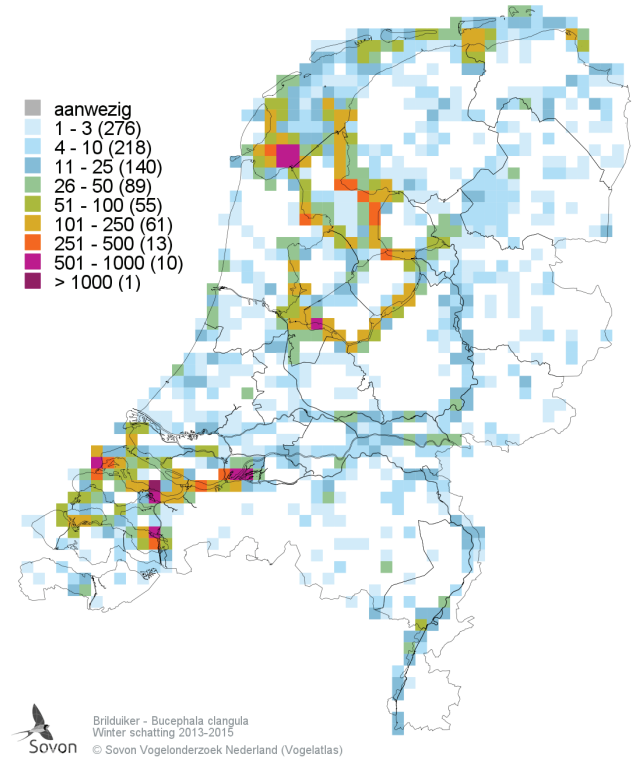 aanwezig
1 - 3 (276)
4 - 10 (218)
11 - 25 (140)
26 - 50 (89)
51 - 100 (55)
101 - 250 (61)
251 - 500 (13)
501 - 1000 (10)
> 1000 (1)
Brilduiker - Bucephala clangula
Winter schatting 2013-2015
© Sovon Vogelonderzoek Nederland (Vogelatlas)
Sovon